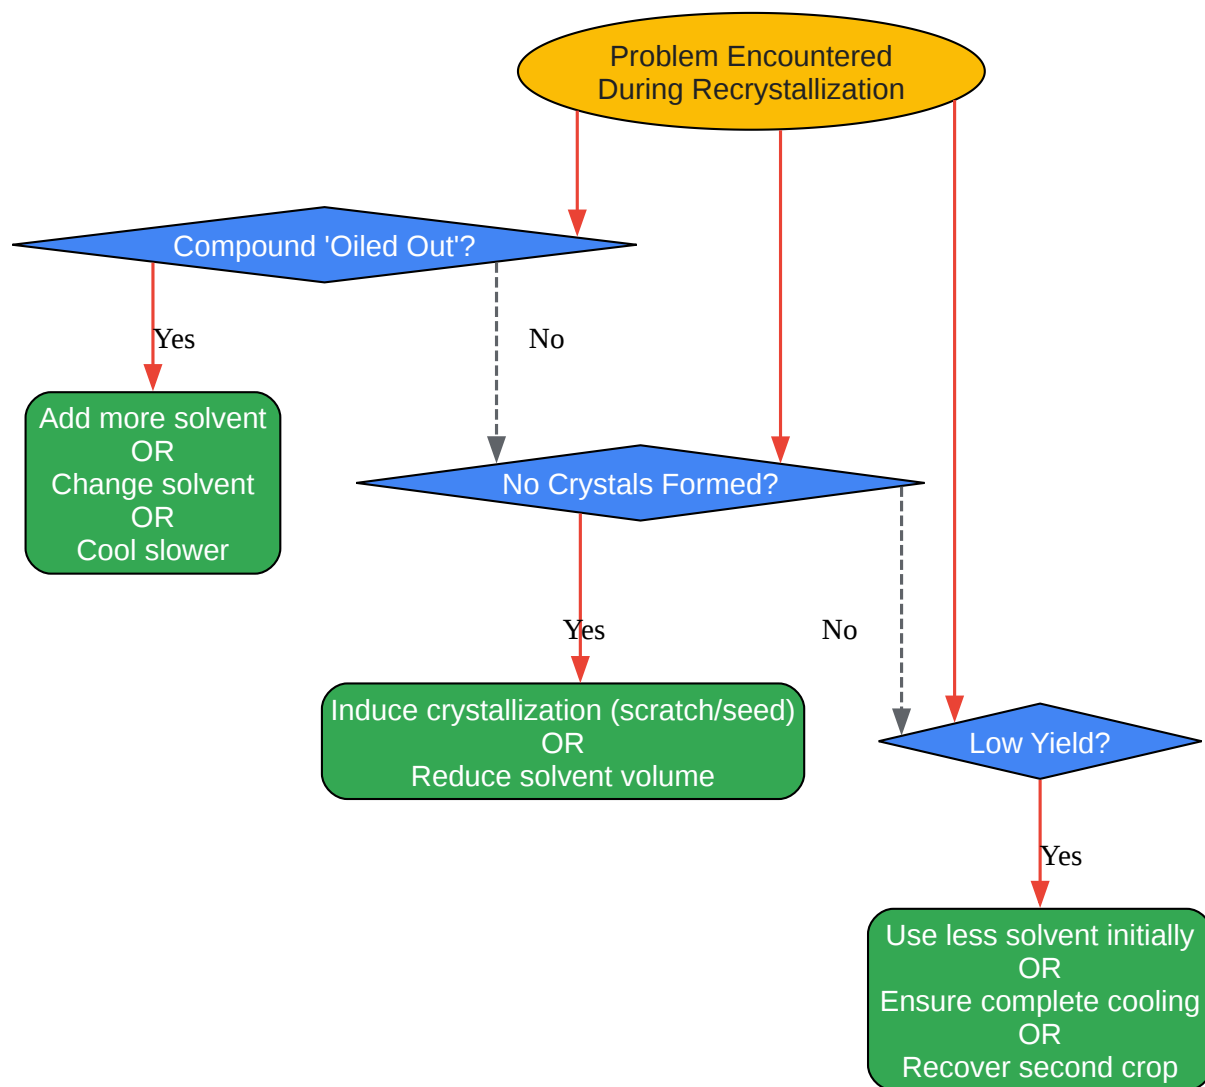 Problem Encountered
During Recrystallization
Compound 'Oiled Out'?
Yes
No
Add more solvent
OR
Change solvent
OR
Cool slower
No Crystals Formed?
Yes
No
Induce crystallization (scratch/seed)
OR
Reduce solvent volume
Low Yield?
Yes
Use less solvent initially
OR
Ensure complete cooling
OR
Recover second crop